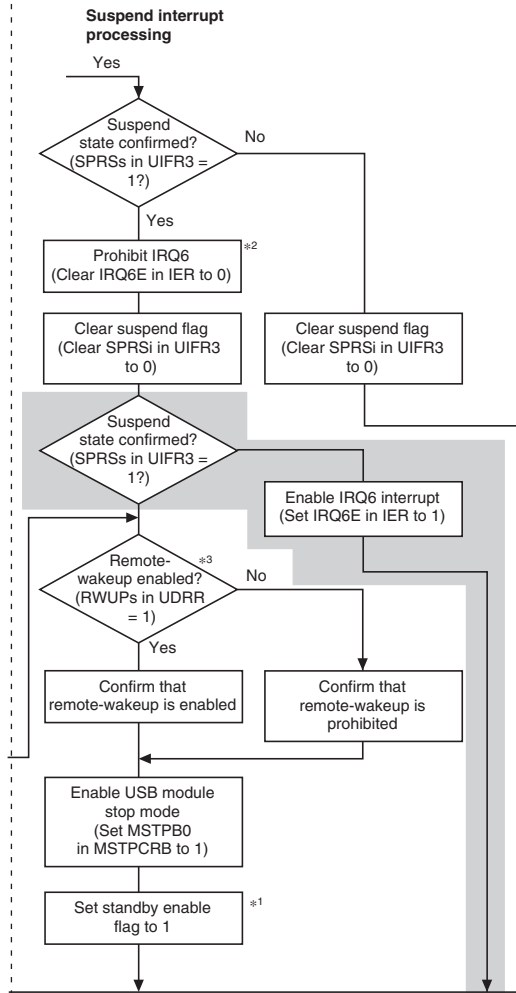 Suspend interrupt
processing
Yes
Suspend
state confirmed?
(SPRSs in UIFR3 =
1?)
No
Yes
Prohibit IRQ6
(Clear IRQ6E in IER to 0)
*2
Clear suspend flag
(Clear SPRSi in UIFR3
to 0)
Clear suspend flag
(Clear SPRSi in UIFR3
to 0)
Suspend
state confirmed?
(SPRSs in UIFR3 =
1?)
Enable IRQ6 interrupt
(Set IRQ6E in IER to 1)
Remote-
wakeup enabled?
(RWUPs in UDRR
= 1)
*3
No
Yes
Confirm that
remote-wakeup is enabled
Confirm that
remote-wakeup is
prohibited
Enable USB module
stop mode
(Set MSTPB0
in MSTPCRB to 1)
Set standby enable
flag to 1
*1